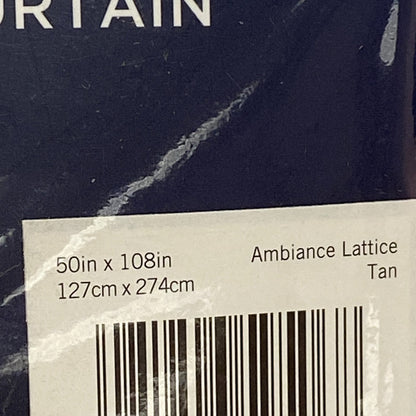 URTAIN
50in x 108in
127cm x 274cm
Ambiance Lattice
Tan